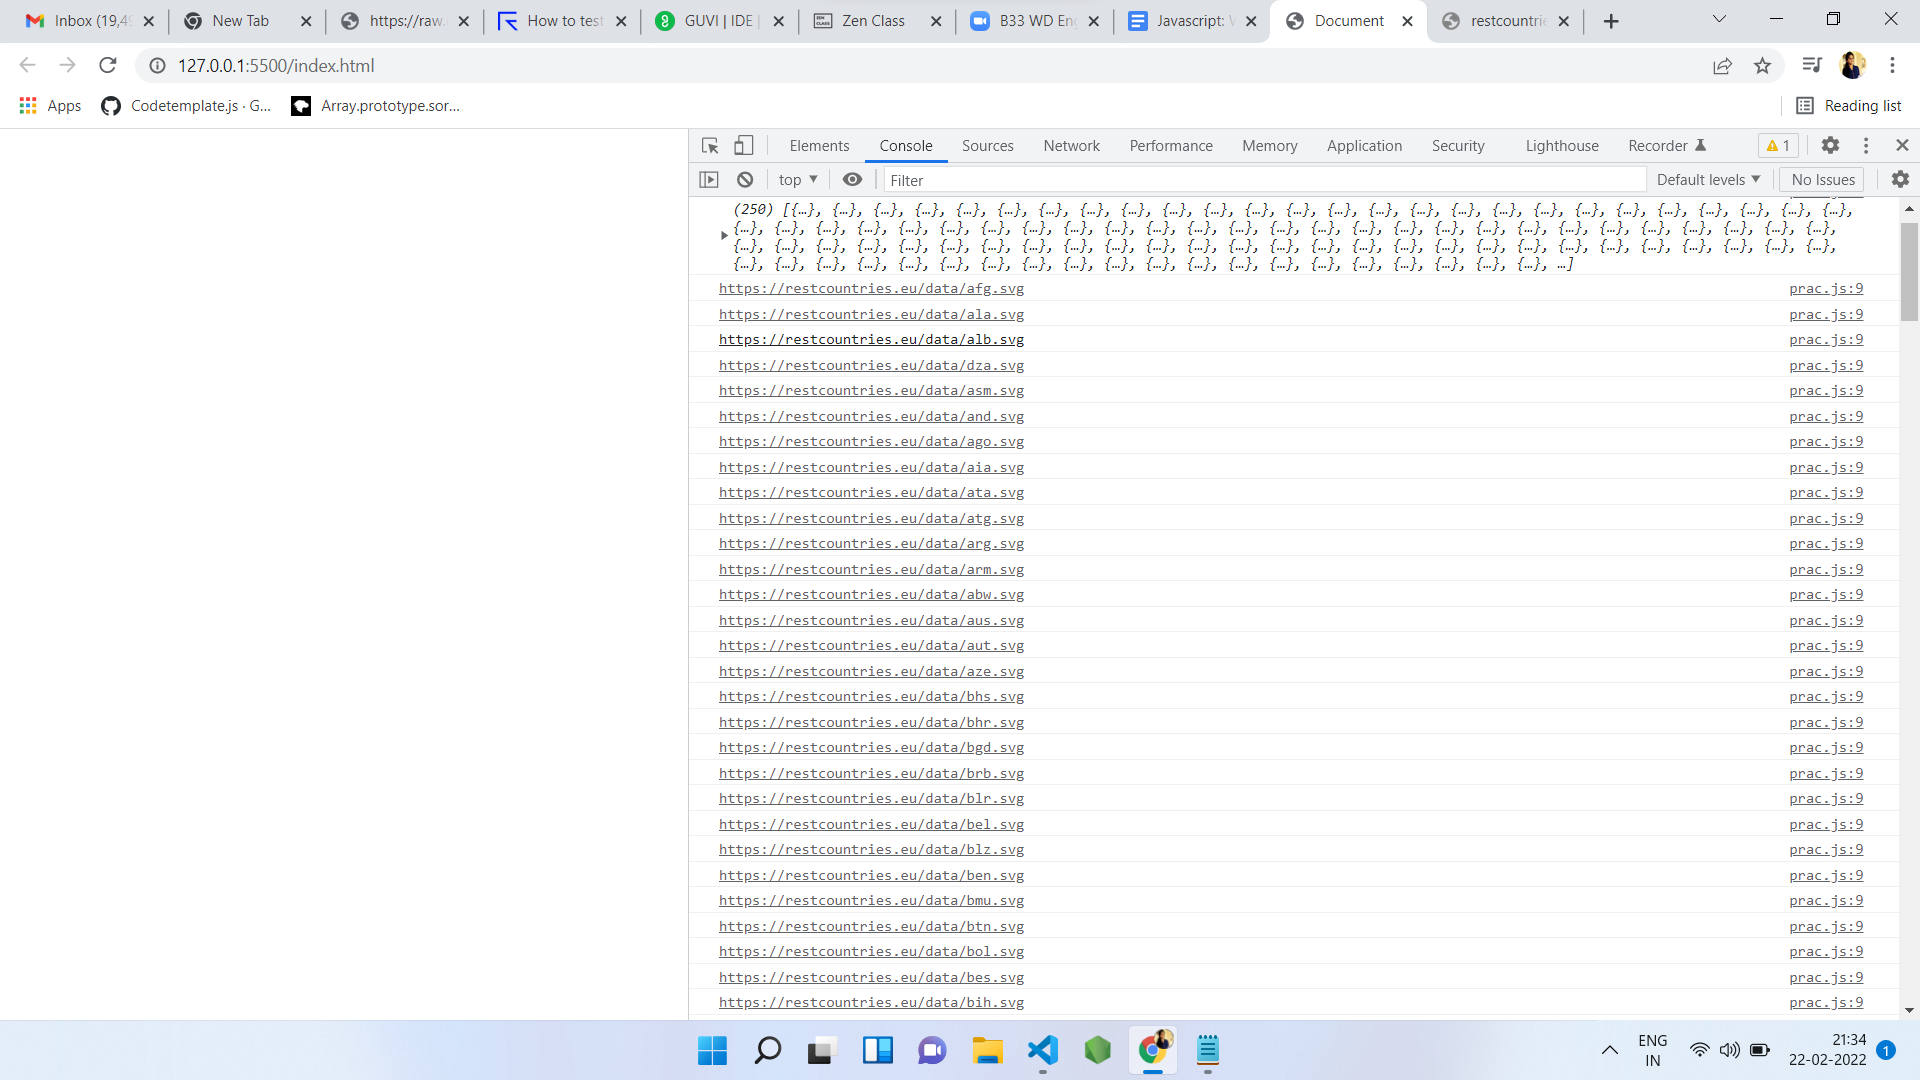 Inbox (19,49
New Tab
https://raw.
How to test
GUVI | IDE |
Zen Class
B33 WD Eng
Javascript: W
Document
restcountrie
127.0.0.1:5500/index.html
Apps
Codetemplate.js · G...
Array.prototype.sor...
Reading list
Elements
Console
Sources
Network
Performance
Memory
Application
Security
Lighthouse
Recorder
1
top
Filter
Default levels
No Issues
(250) [{…}, {…}, {…}, {…}, {…}, {…}, {…}, {…}, {…}, {…}, {…}, {…}, {…}, {…}, {…}, {…}, {…}, {…}, {…}, {…}, {…}, {…}, {…}, {…}, {…}, {…},
{…}, {…}, {…}, {…}, {…}, {…}, {…}, {…}, {…}, {…}, {…}, {…}, {…}, {…}, {…}, {…}, {…}, {…}, {…}, {…}, {…}, {…}, {…}, {…}, {…}, {…}, {…},
{…}, {…}, {…}, {…}, {…}, {…}, {…}, {…}, {…}, {…}, {…}, {…}, {…}, {…}, {…}, {…}, {…}, {…}, {…}, {…}, {…}, {…}, {…}, {…}, {…}, {…}, {…},
{…}, {…}, {…}, {…}, {…}, {…}, {…}, {…}, {…}, {…}, {…}, {…}, {…}, {…}, {…}, {…}, {…}, {…}, {…}, {…}, …]
https://restcountries.eu/data/afg.svg prac.js:9
https://restcountries.eu/data/ala.svg prac.js:9
https://restcountries.eu/data/alb.svg prac.js:9
https://restcountries.eu/data/dza.svg prac.js:9
https://restcountries.eu/data/asm.svg prac.js:9
https://restcountries.eu/data/and.svg prac.js:9
https://restcountries.eu/data/ago.svg prac.js:9
https://restcountries.eu/data/aia.svg prac.js:9
https://restcountries.eu/data/ata.svg prac.js:9
https://restcountries.eu/data/atg.svg prac.js:9
https://restcountries.eu/data/arg.svg prac.js:9
https://restcountries.eu/data/arm.svg prac.js:9
https://restcountries.eu/data/abw.svg prac.js:9
https://restcountries.eu/data/aus.svg prac.js:9
https://restcountries.eu/data/aut.svg prac.js:9
https://restcountries.eu/data/aze.svg prac.js:9
https://restcountries.eu/data/bhs.svg prac.js:9
https://restcountries.eu/data/bhr.svg prac.js:9
https://restcountries.eu/data/bgd.svg prac.js:9
https://restcountries.eu/data/brb.svg prac.js:9
https://restcountries.eu/data/blr.svg prac.js:9
https://restcountries.eu/data/bel.svg prac.js:9
https://restcountries.eu/data/blz.svg prac.js:9
https://restcountries.eu/data/ben.svg prac.js:9
https://restcountries.eu/data/bmu.svg prac.js:9
https://restcountries.eu/data/btn.svg prac.js:9
https://restcountries.eu/data/bol.svg prac.js:9
https://restcountries.eu/data/bes.svg prac.js:9
https://restcountries.eu/data/bih.svg prac.js:9
ENG
IN
21:34
22-02-2022
1